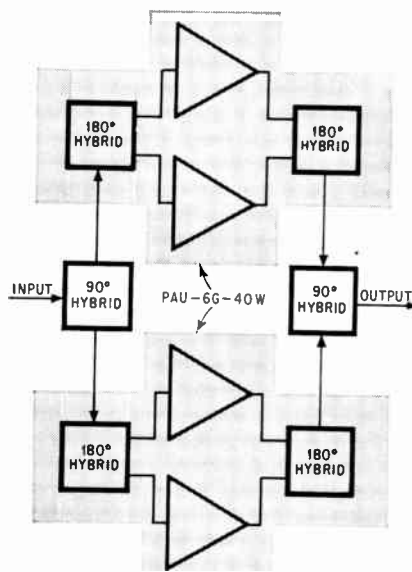 180°
HYBRID
180°
HYBRID
INPUT
90°
HYBRID
PAU-6G-40W
90°
HYBRID
OUTPUT
180°
HYBRID
180°
HYBRID